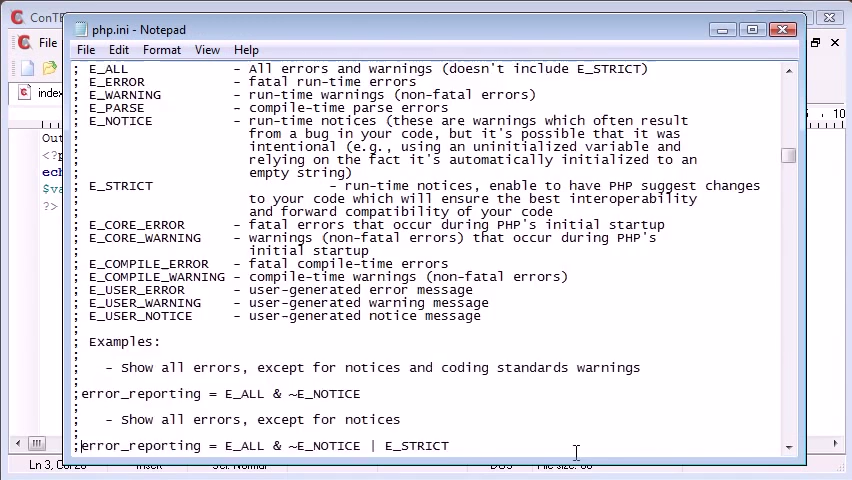 ConTE
php.ini - Notepad
File
File Edit Format View Help
index
; E_ALL - All errors and warnings (doesn't include E_STRICT)
; E_ERROR - fatal run-time errors
; E_WARNING - run-time warnings (non-fatal errors)
; E_PARSE - compile-time parse errors
; E_NOTICE - run-time notices (these are warnings which often result
; from a bug in your code, but it's possible that it was
; intentional (e.g., using an uninitialized variable and
; relying on the fact it's automatically initialized to an
; empty string)
; E_STRICT - run-time notices, enable to have PHP suggest changes
; to your code which will ensure the best interoperability
; and forward compatibility of your code
; E_CORE_ERROR - fatal errors that occur during PHP's initial startup
; E_CORE_WARNING - warnings (non-fatal errors) that occur during PHP's
; initial startup
; E_COMPILE_ERROR - fatal compile-time errors
; E_COMPILE_WARNING - compile-time warnings (non-fatal errors)
; E_USER_ERROR - user-generated error message
; E_USER_WARNING - user-generated warning message
; E_USER_NOTICE - user-generated notice message
;
; Examples:
;
; - Show all errors, except for notices and coding standards warnings
;
;error_reporting = E_ALL & ~E_NOTICE
;
; - Show all errors, except for notices
;
;error_reporting = E_ALL & ~E_NOTICE | E_STRICT
Out
<?p
ech
$va
?>
10